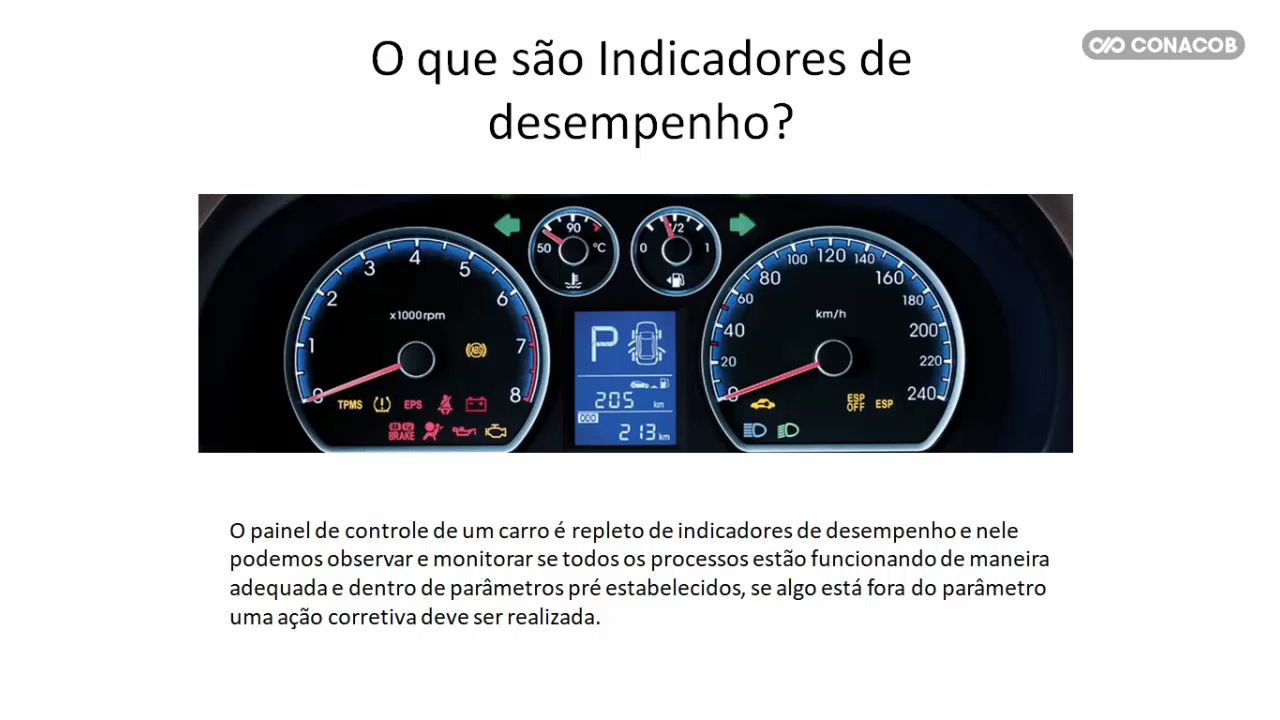 O que são Indicadores de
desempenho?
CONACOB
50 90 °C
0 1/2 1
0 1 2 3 4 5 6 7 8
x1000rpm
ABS
TPMS EPS
BRAKE
P
205 km
000
213 km
0 20 40 60 80 100 120 140 160 180 200 220 240
km/h
ESP
OFF
ESP
O painel de controle de um carro é repleto de indicadores de desempenho e nele
podemos observar e monitorar se todos os processos estão funcionando de maneira
adequada e dentro de parâmetros pré estabelecidos, se algo está fora do parâmetro
uma ação corretiva deve ser realizada.